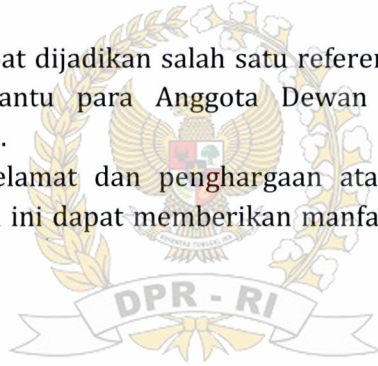 at dijadikan salah satu referen
antu para Anggota Dewan
.
elamat dan penghargaan ata
ini dapat memberikan manfa
DPR - RI